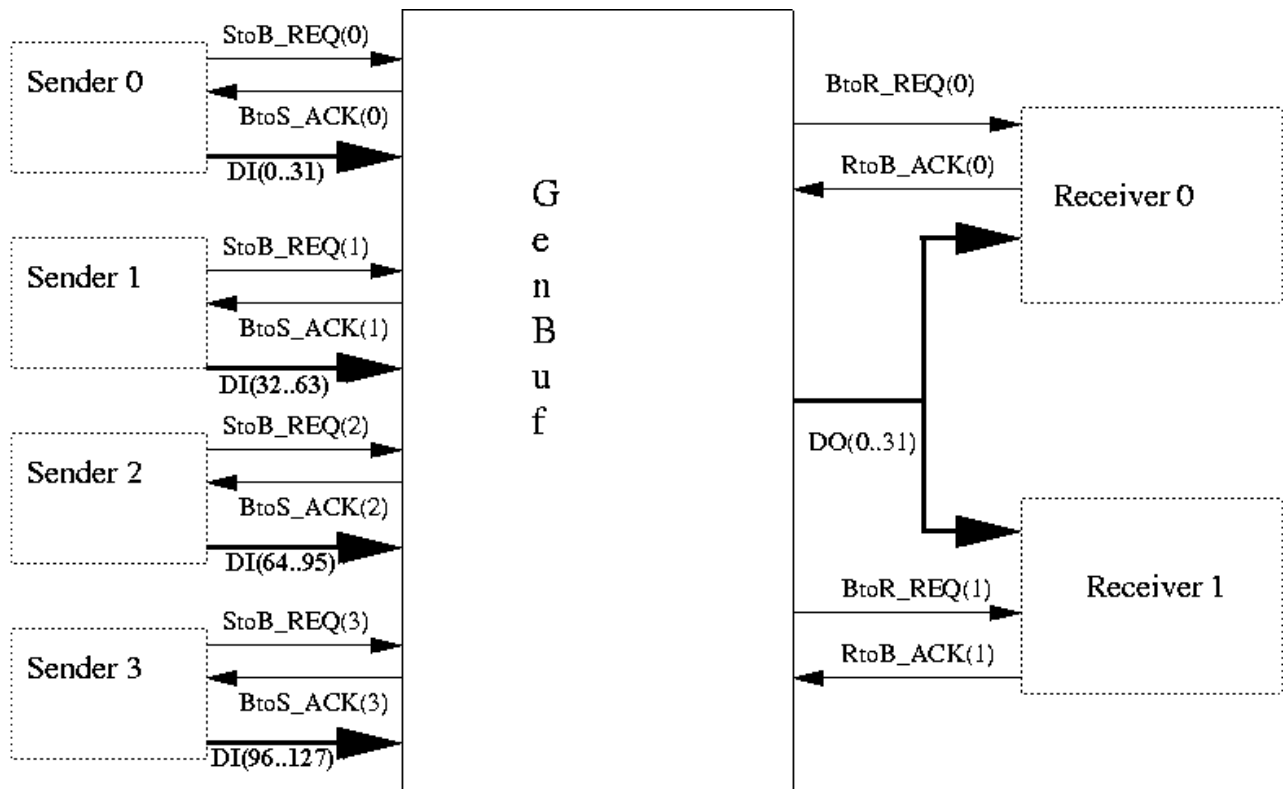 StoB_REQ(0)
Sender 0
BtoS_ACK(0)
DI(0..31)
StoB_REQ(1)
Sender 1
BtoS_ACK(1)
DI(32..63)
StoB_REQ(2)
Sender 2
BtoS_ACK(2)
DI(64..95)
StoB_REQ(3)
Sender 3
BtoS_ACK(3)
DI(96..127)
G
e
n
B
u
f
BtoR_REQ(0)
RtoB_ACK(0)
Receiver 0
DO(0..31)
BtoR_REQ(1)
Receiver 1
RtoB_ACK(1)